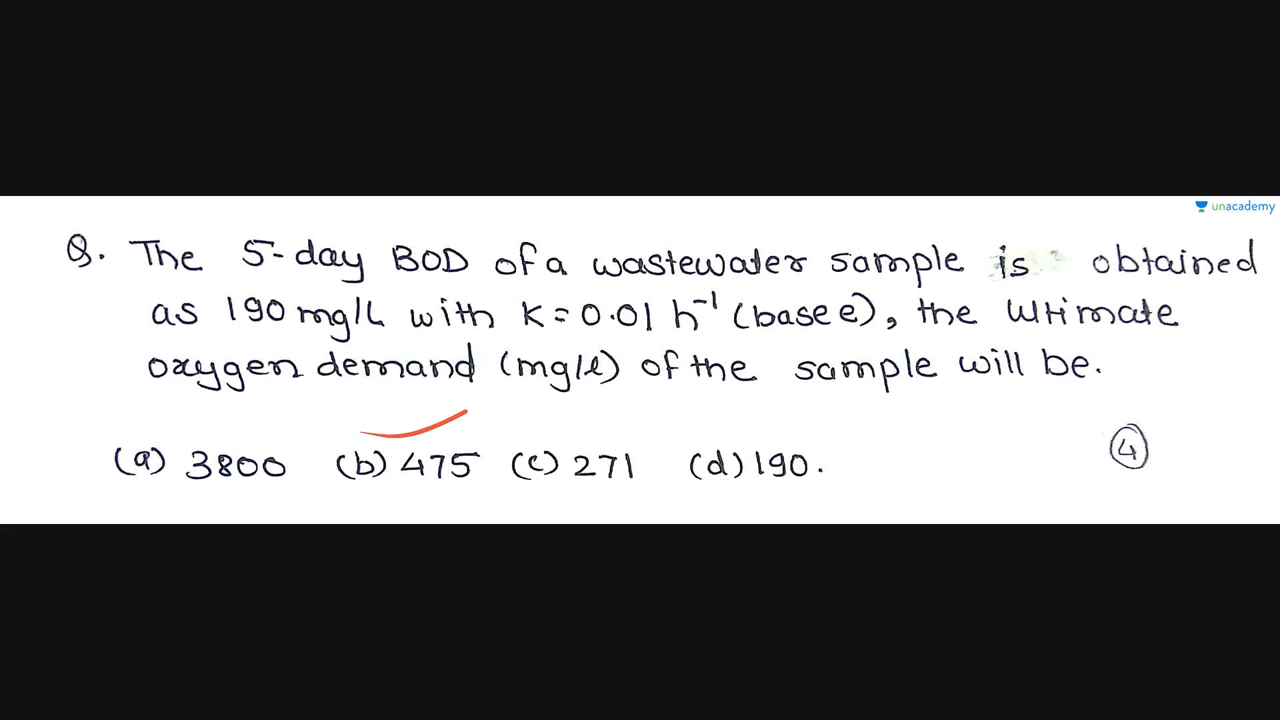 unacademy
Q. The 5-day BOD of a wastewater sample is obtained
as 190 mg/L with K = 0.01 h⁻¹ (base e), the Ultimate
oxygen demand (mg/l) of the sample will be.
(a) 3800 (b) 475 (c) 271 (d) 190.
4